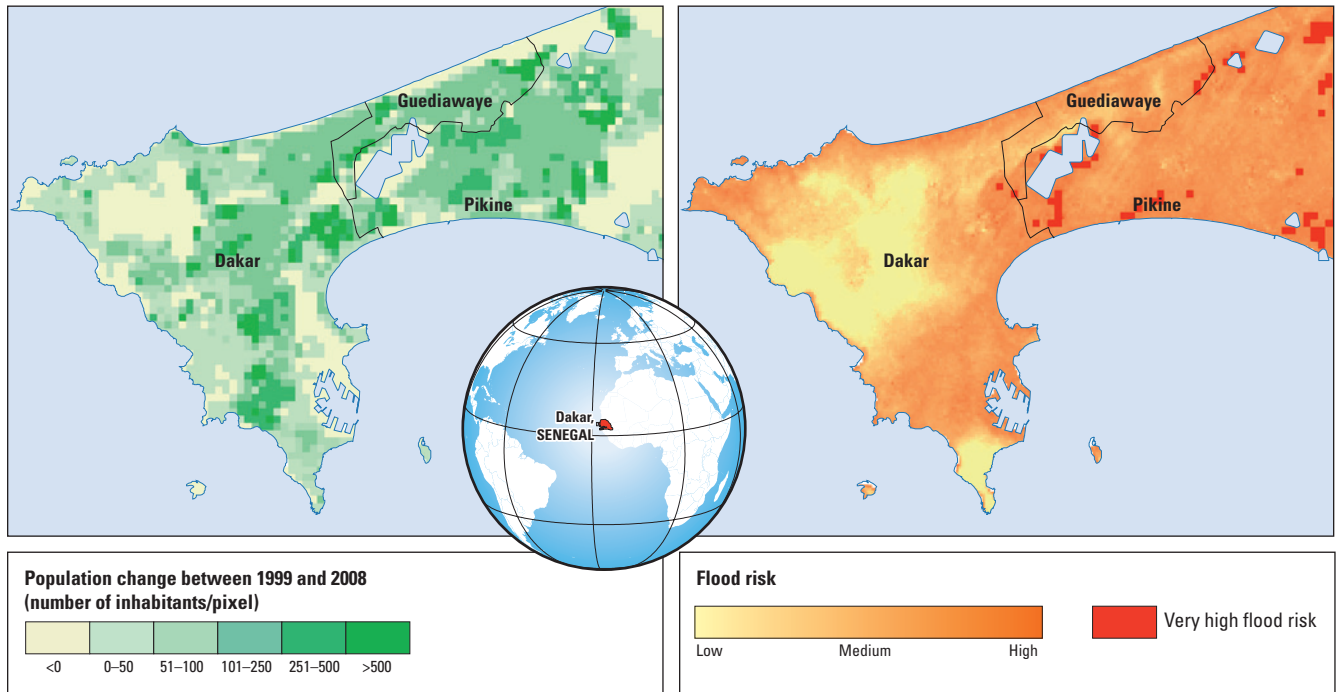 Guediawaye
Pikine
Dakar
Guediawaye
Pikine
Dakar
Dakar,
SENEGAL
Population change between 1999 and 2008
(number of inhabitants/pixel)
<0 0–50 51–100 101–250 251–500 >500
Flood risk
Low Medium High
Very high flood risk